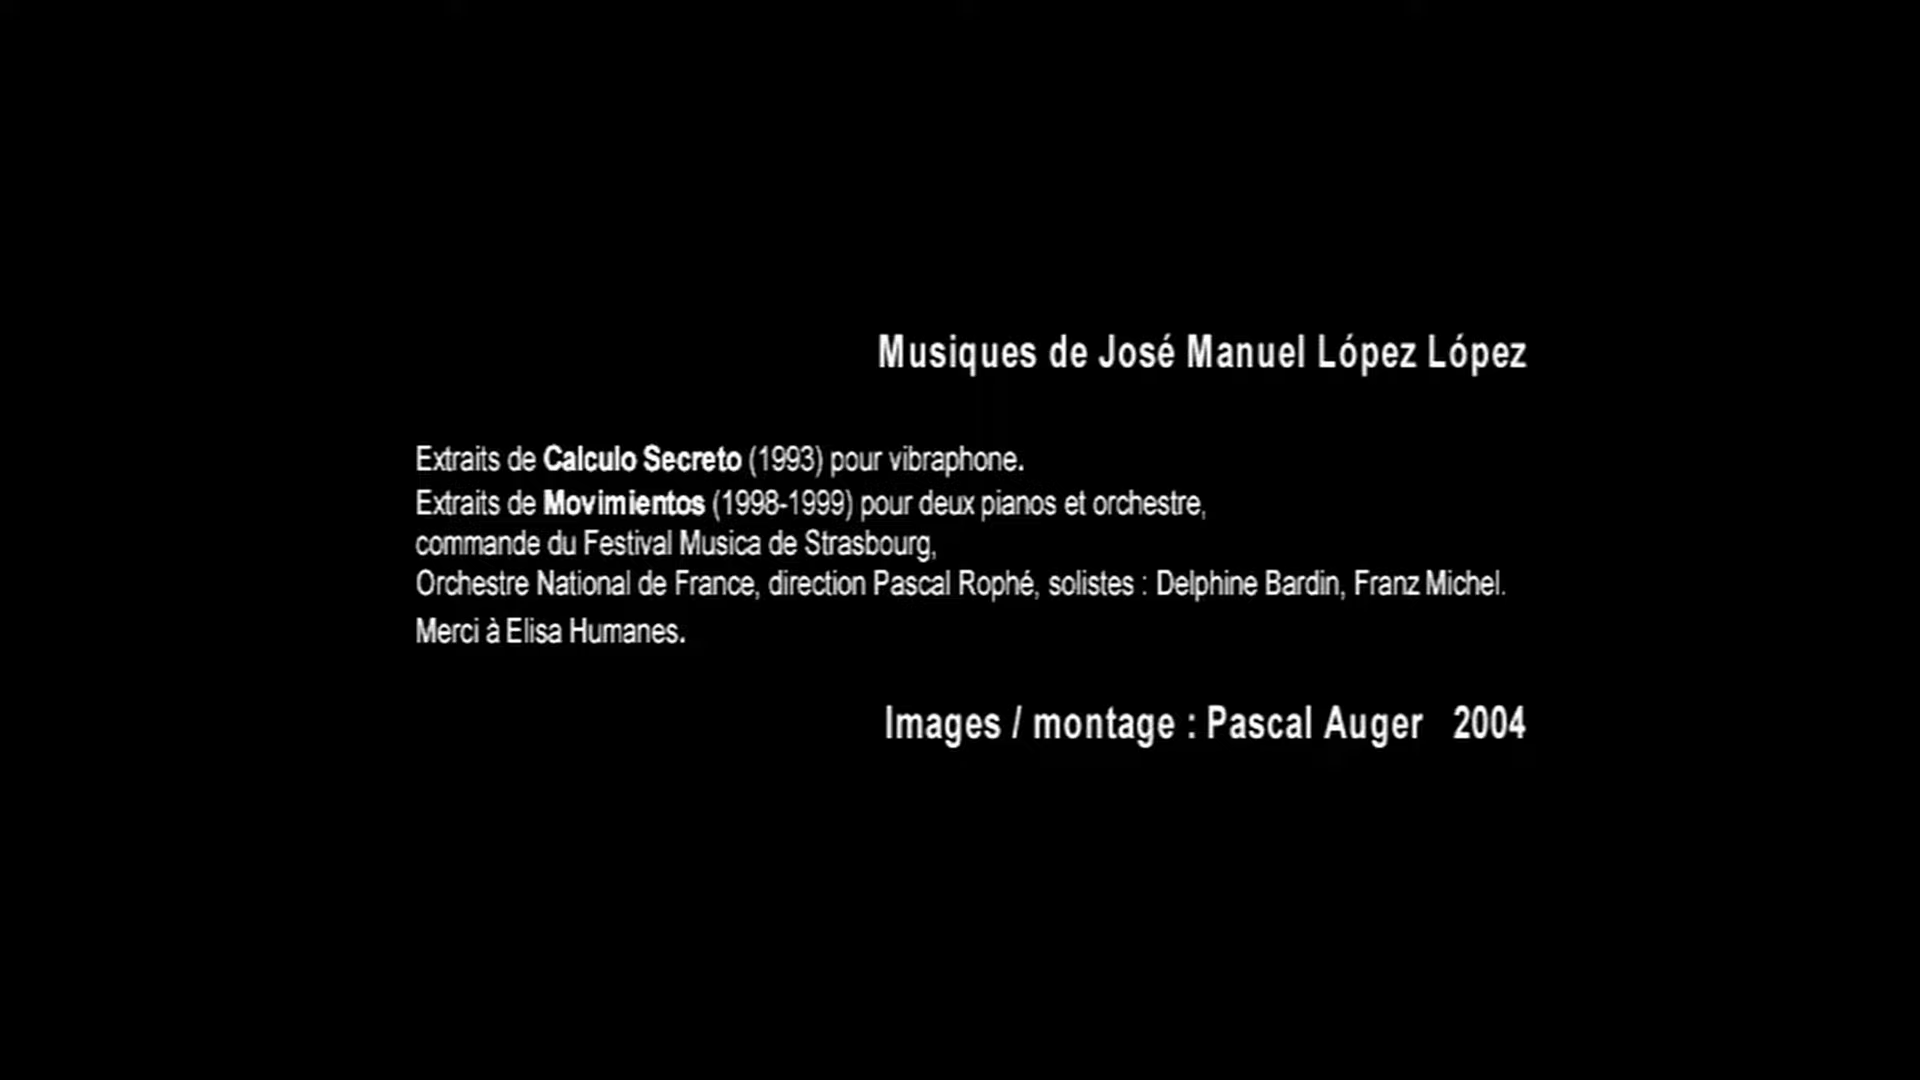 Musiques de José Manuel López López
Extraits de Calculo Secreto (1993) pour vibraphone.
Extraits de Movimientos (1998-1999) pour deux pianos et orchestre,
commande du Festival Musica de Strasbourg,
Orchestre National de France, direction Pascal Rophé, solistes : Delphine Bardin, Franz Michel.
Merci à Elisa Humanes.
Images / montage : Pascal Auger 2004